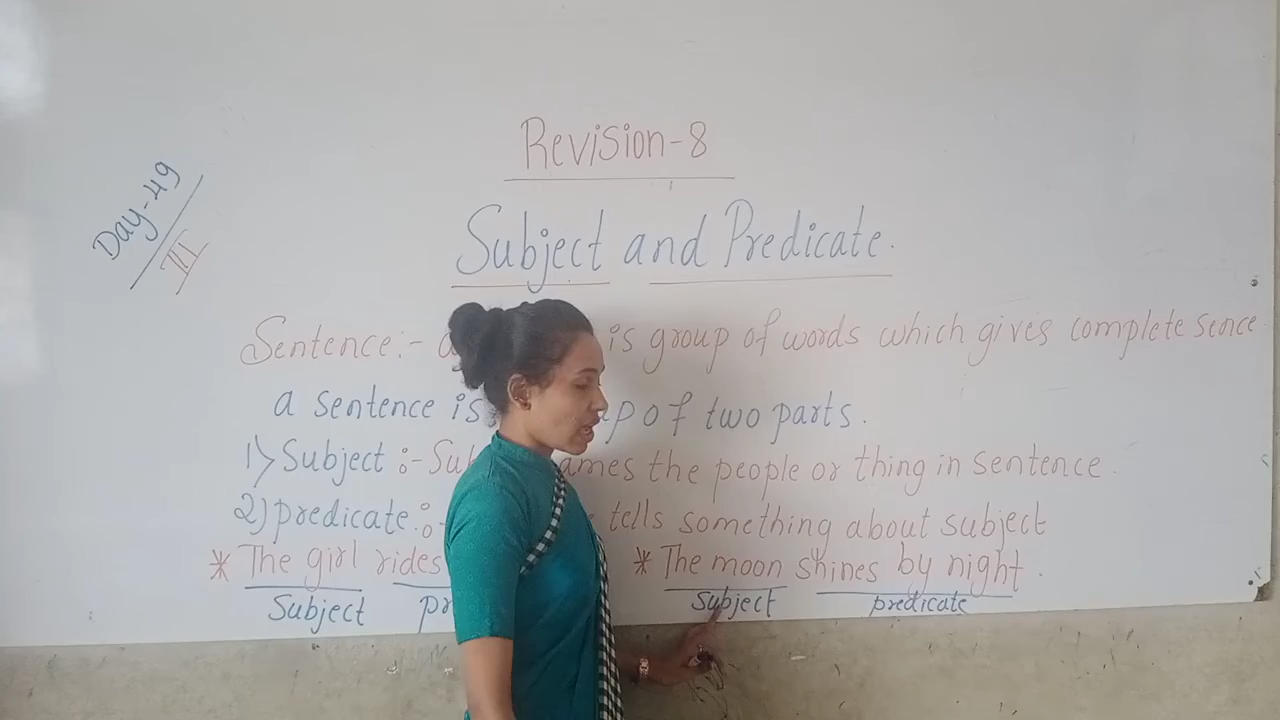 Revision-8
Day-49
III
Subject and Predicate.
Sentence:- a is group of words which gives complete sence
a sentence is of two parts.
1) Subject :- the people or thing in sentence.
2) predicate :- tells something about subject
* The girl rides
* The moon shines by night.
Subject
Subject predicate